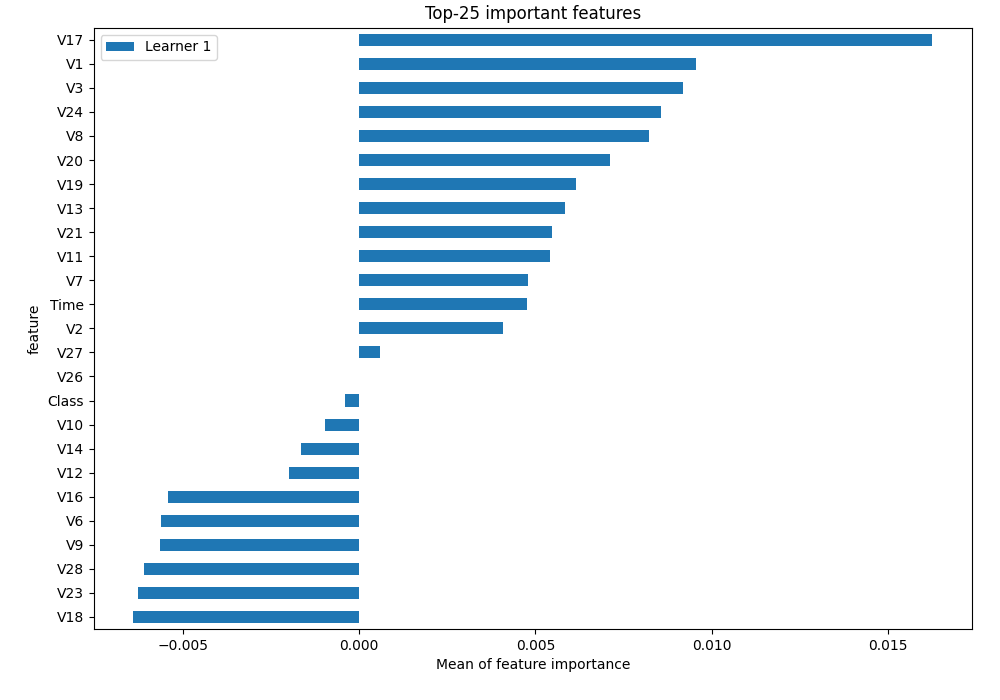 Top-25 important features
Learner 1
feature
V17
V1
V3
V24
V8
V20
V19
V13
V21
V11
V7
Time
V2
V27
V26
Class
V10
V14
V12
V16
V6
V9
V28
V23
V18
−0.005 0.000 0.005 0.010 0.015
Mean of feature importance